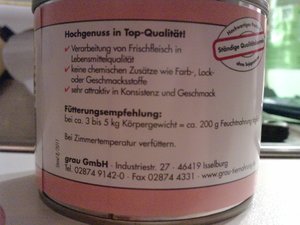 Hochgenuss in Top-Qualität!
✓ Verarbeitung von Frischfleisch in
Lebensmittelqualität
✓ keine chemischen Zusätze wie Farb-, Lock-
oder Geschmacksstoffe
✓ sehr attraktiv in Konsistenz und Geschmack
Ständige
Fütterungsempfehlung:
bei ca. 3 bis 5 kg Körpergewicht = ca. 200 g Feuchtnahrung
Bei Zimmertemperatur verfüttern.
grau GmbH · Industriestr. 27 · 46419 Isselburg
Tel. 02874 9142-0 · Fax 02874 4331 ·